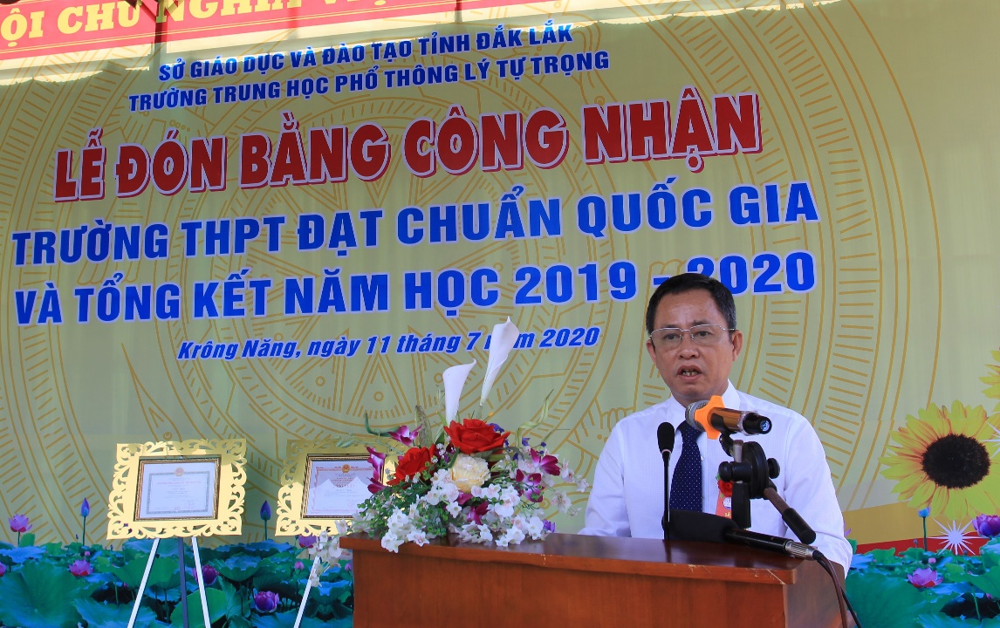 ỘI CHỦ NGHĨA VIỆ
SỞ GIÁO DỤC VÀ ĐÀO TẠO TỈNH ĐẮK LẮK
TRƯỜNG TRUNG HỌC PHỔ THÔNG LÝ TỰ TRỌNG
LỄ ĐÓN BẰNG CÔNG NHẬN
TRƯỜNG THPT ĐẠT CHUẨN QUỐC GIA
VÀ TỔNG KẾT NĂM HỌC 2019 - 2020
Krông Năng, ngày 11 tháng 7 năm 2020